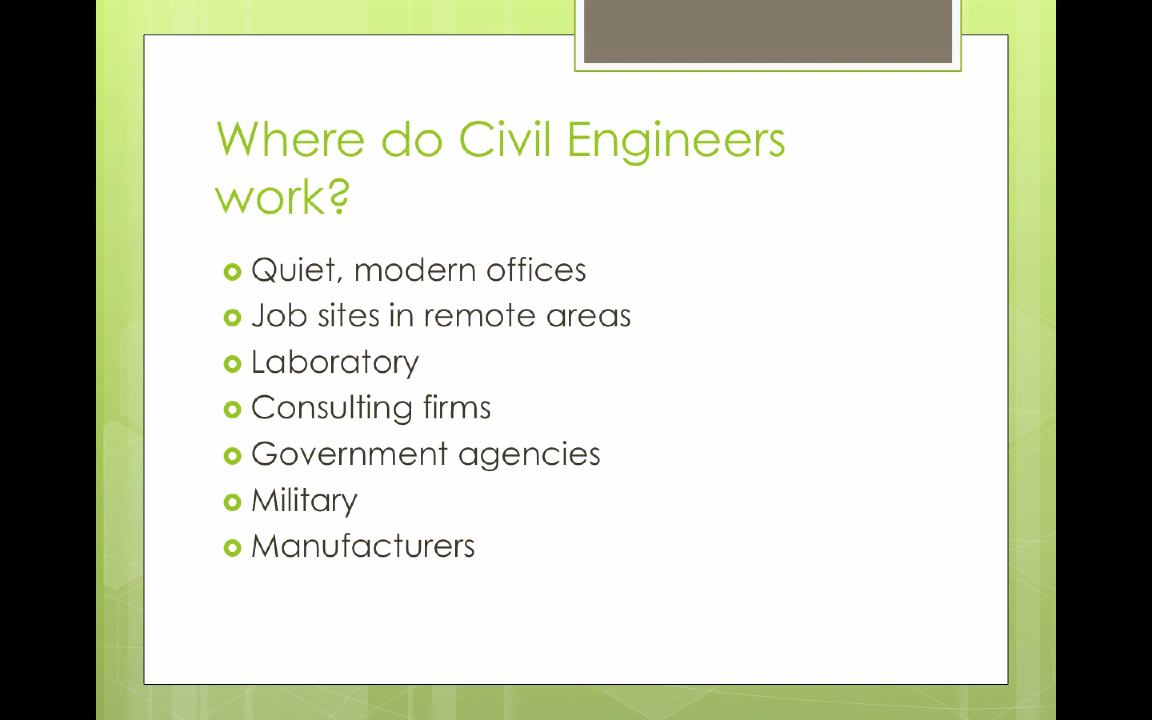 Where do Civil Engineers
work?
Quiet, modern offices
Job sites in remote areas
Laboratory
Consulting firms
Government agencies
Military
Manufacturers